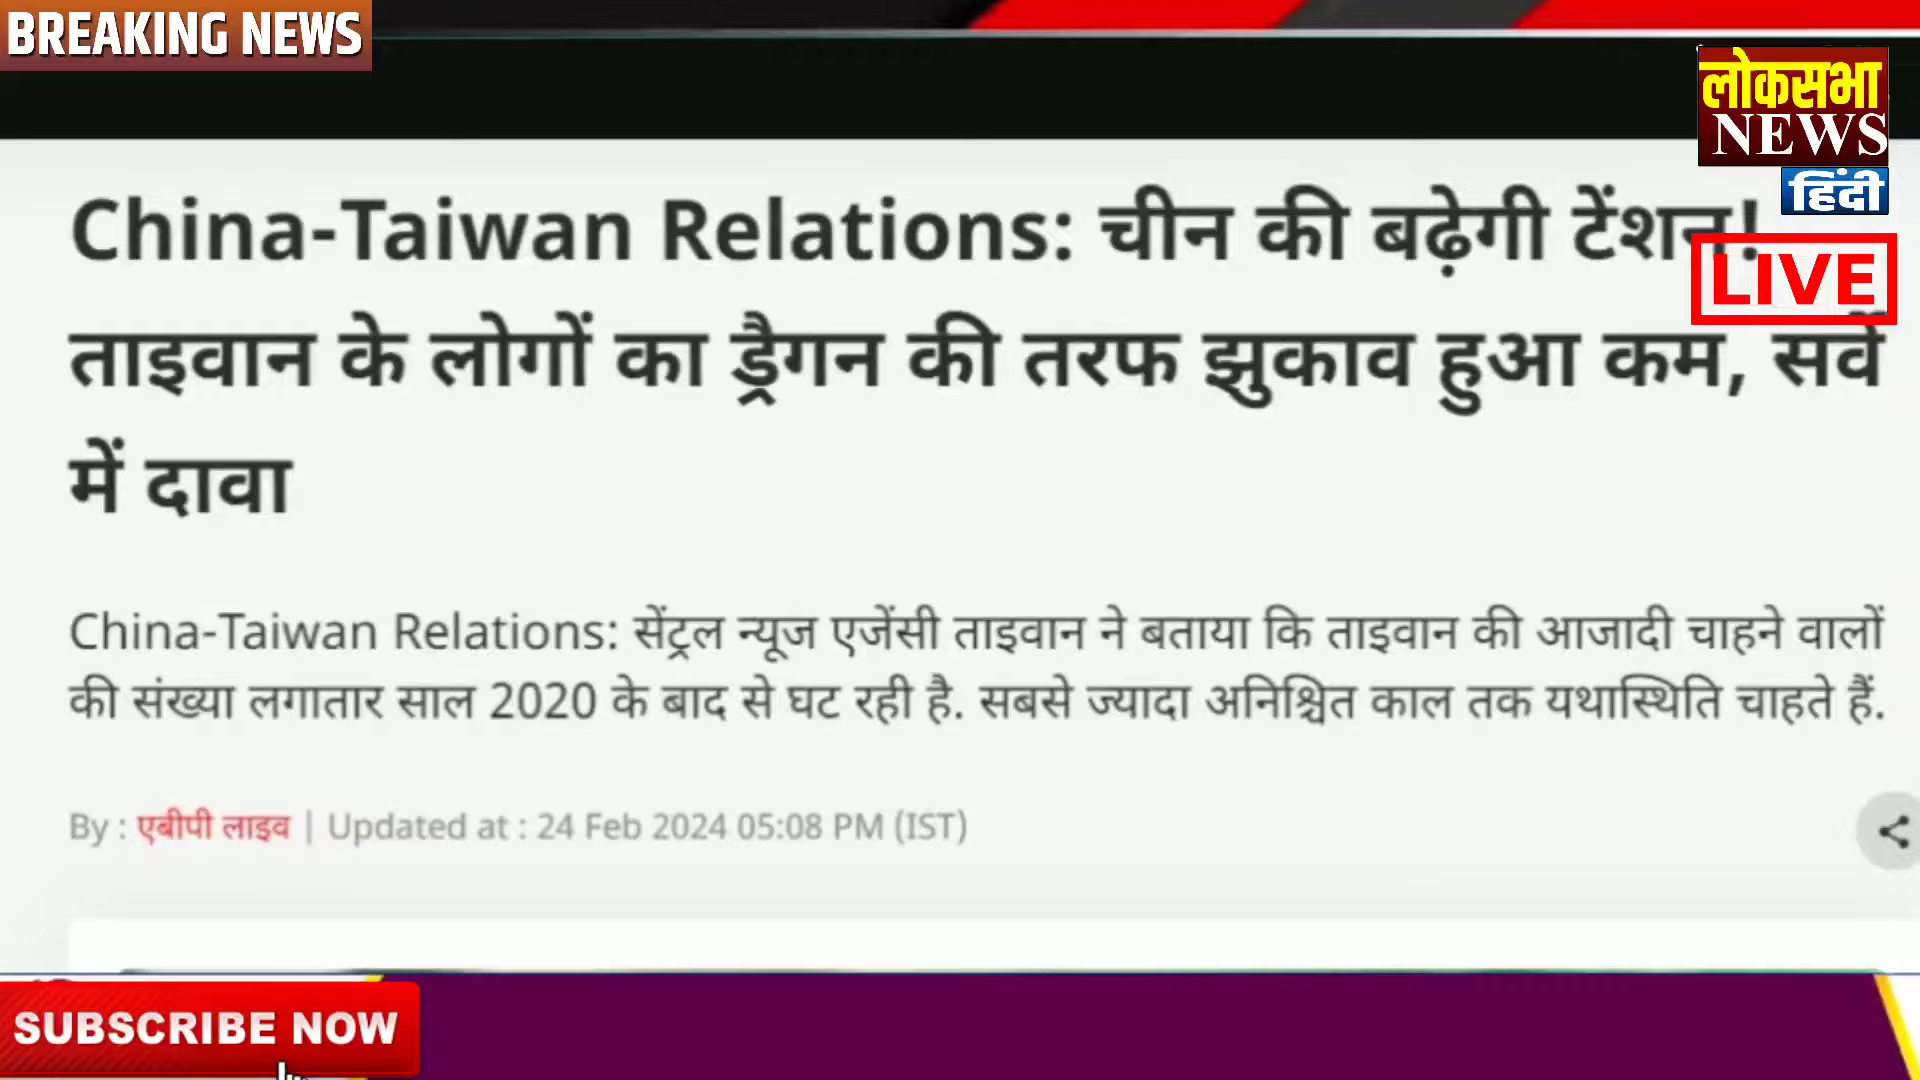 BREAKING NEWS
लोकसभा
NEWS
हिंदी
LIVE
China-Taiwan Relations: चीन की बढ़ेगी टेंशन!
ताइवान के लोगों का ड्रैगन की तरफ झुकाव हुआ कम, सर्वे
में दावा
China-Taiwan Relations: सेंट्रल न्यूज एजेंसी ताइवान ने बताया कि ताइवान की आजादी चाहने वालों
की संख्या लगातार साल 2020 के बाद से घट रही है. सबसे ज्यादा अनिश्चित काल तक यथास्थिति चाहते हैं.
By : एबीपी लाइव | Updated at : 24 Feb 2024 05:08 PM (IST)
SUBSCRIBE NOW